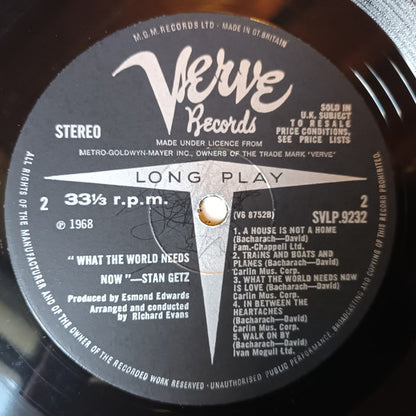 M.G.M. RECORDS LTD · MADE IN GT. BRITAIN
Verve
Records
STEREO
SOLD IN
U.K. SUBJECT
TO RESALE
PRICE CONDITIONS,
SEE PRICE LISTS
MADE UNDER LICENCE FROM
METRO-GOLDWYN-MAYER INC., OWNERS OF THE TRADE MARK "VERVE"
LONG PLAY
2
33⅓ r.p.m.
℗ 1968
(V6 8752B)
2
SVLP.9232
"WHAT THE WORLD NEEDS
NOW"—STAN GETZ
Produced by Esmond Edwards
Arranged and conducted by
Richard Evans
1. A HOUSE IS NOT A HOME
(Bacharach—David)
Fam.-Chappell Ltd.
2. TRAINS AND BOATS AND
PLANES (Bacharach—David)
Carlin Mus. Corp.
3. WHAT THE WORLD NEEDS NOW
IS LOVE (Bacharach—David)
Carlin Mus. Corp.
4. IN BETWEEN THE
HEARTACHES
(Bacharach—David)
Carlin Mus. Corp.
5. WALK ON BY
(Bacharach—David)
Ivan Mogull Ltd.
ALL RIGHTS OF THE MANUFACTURER AND OF THE OWNER OF THE RECORDED WORK RESERVED · UNAUTHORISED PUBLIC PERFORMANCE, BROADCASTING AND COPYING OF THIS RECORD PROHIBITED